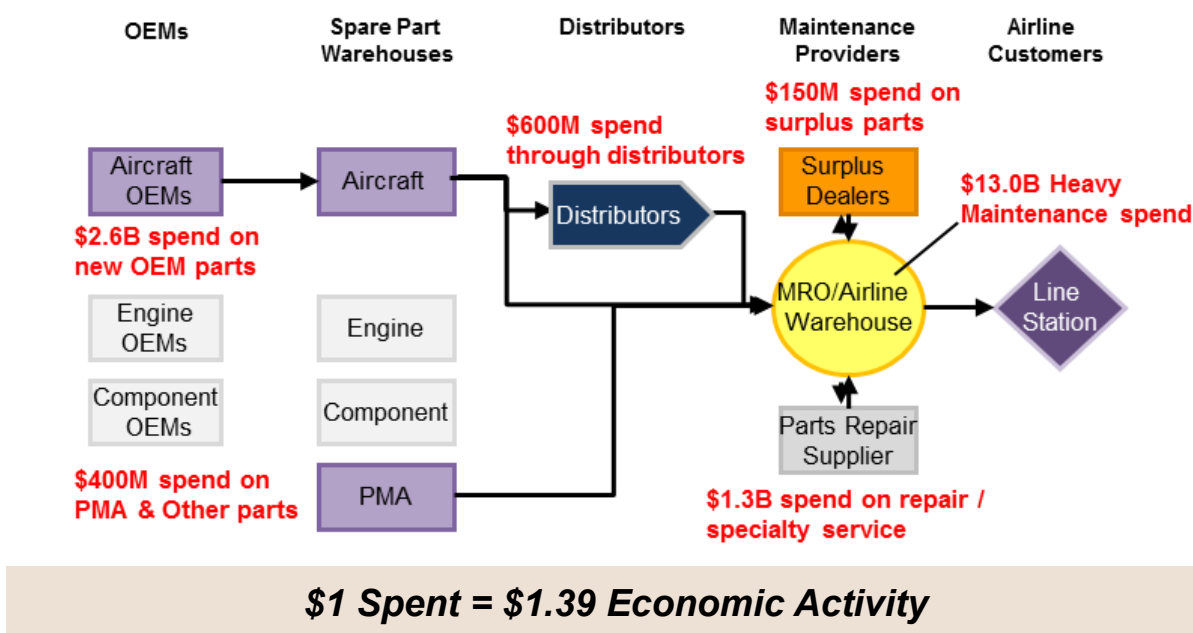 OEMs
Spare Part
Warehouses
Distributors
Maintenance
Providers
Airline
Customers
$150M spend on
surplus parts
$600M spend
through distributors
Aircraft
OEMs
Aircraft
Distributors
Surplus
Dealers
$13.0B Heavy
Maintenance spend
$2.6B spend on
new OEM parts
Engine
OEMs
Engine
MRO/Airline
Warehouse
Line
Station
Component
OEMs
Component
Parts Repair
Supplier
$400M spend on
PMA & Other parts
PMA
$1.3B spend on repair /
specialty service
$1 Spent = $1.39 Economic Activity